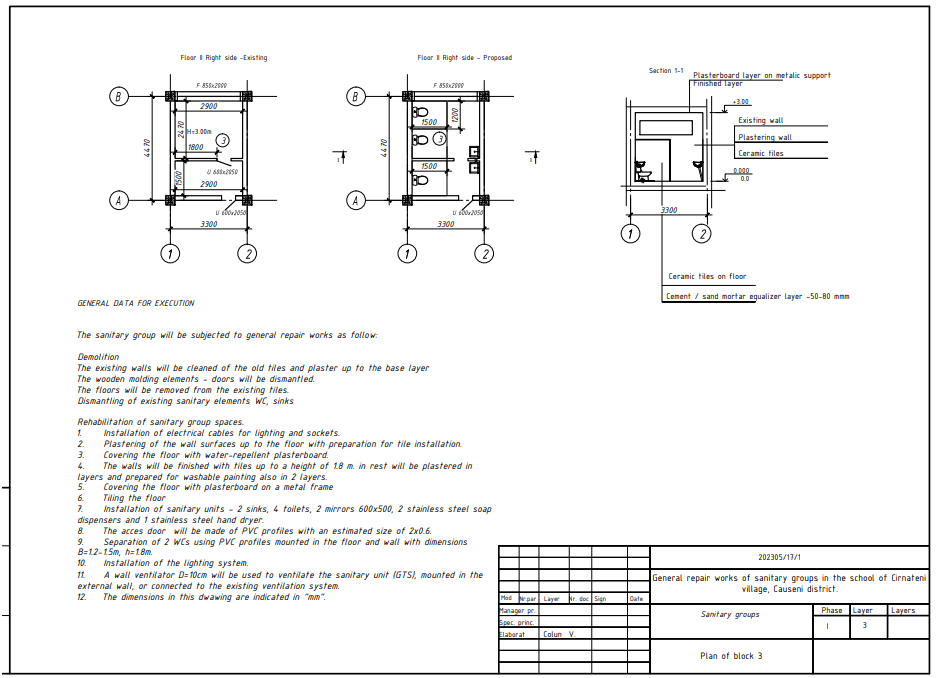 Floor II Right side -Existing
Floor II Right side - Proposed
F 850x2000
F 850x2000
Section 1-1
Plasterboard layer on metalic support
Finished layer
B
2900
B
+3.00
4470
2470
H=3.00m
3
1800
4470
1500
1200
3
Existing wall
Plastering wall
Ceramic tiles
1
1
1500
U 600x2050
2900
1500
0.000
0.0
A
U 600x2050
A
U 600x2050
3300
3300
3300
1
2
1
2
1
2
Ceramic tiles on floor
Cement / sand mortar equalizer layer -50-80 mmm
GENERAL DATA FOR EXECUTION
The sanitary group will be subjected to general repair works as follow:
Demolition
The existing walls will be cleaned of the old tiles and plaster up to the base layer
The wooden molding elements - doors will be dismantled.
The floors will be removed from the existing tiles.
Dismantling of existing sanitary elements WC, sinks
Rehabilitation of sanitary group spaces.
1. Installation of electrical cables for lighting and sockets.
2. Plastering of the wall surfaces up to the floor with preparation for tile installation.
3. Covering the floor with water-repellent plasterboard.
4. The walls will be finished with tiles up to a height of 1.8 m. in rest will be plastered in
layers and prepared for washable painting also in 2 layers.
5. Covering the floor with plasterboard on a metal frame
6. Tiling the floor
7. Installation of sanitary units - 2 sinks, 4 toilets, 2 mirrors 600x500, 2 stainless steel soap
dispensers and 1 stainless steel hand dryer.
8. The acces door will be made of PVC profiles with an estimated size of 2x0.6.
9. Separation of 2 WCs using PVC profiles mounted in the floor and wall with dimensions
B=1.2-1.5m, h=1.8m.
10. Installation of the lighting system.
11. A wall ventilator D=10cm will be used to ventilate the sanitary unit (GTS), mounted in the
external wall, or connected to the existing ventilation system.
12. The dimensions in this dwawing are indicated in "mm".
202305/17/1
General repair works of sanitary groups in the school of Cirnateni
village, Causeni district.
Mod Nr.par Layer Nr. doc Sign Date
Manager pr.
Spec. princ.
Elaborat Colun V.
Sanitary groups
Phase Layer Layers
I 3
Plan of block 3